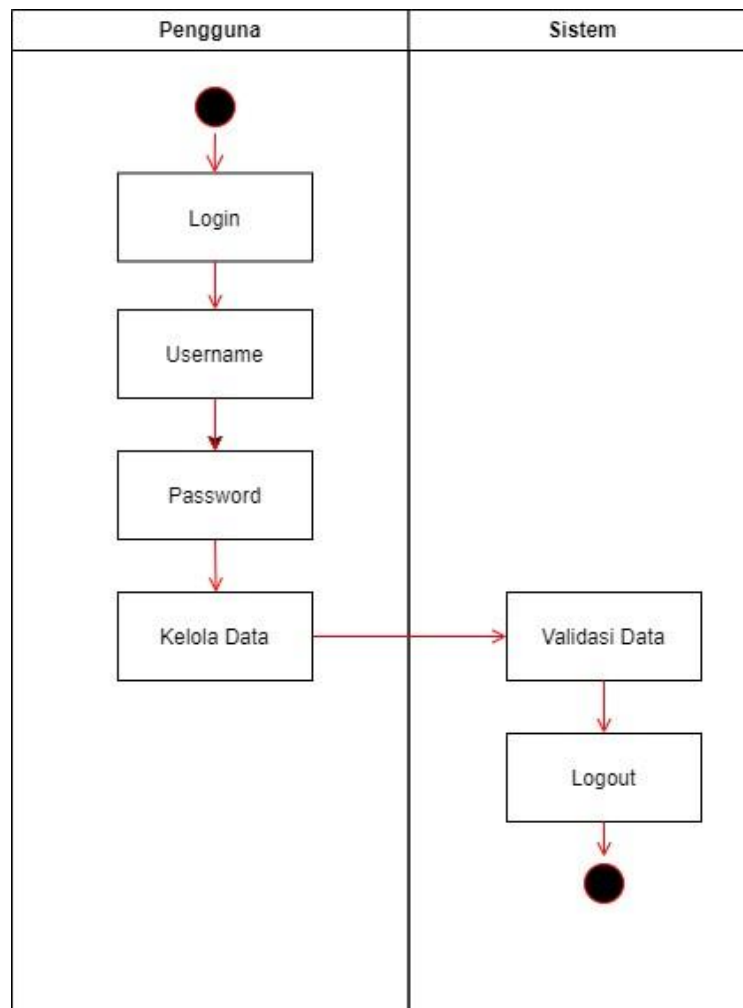 Pengguna
Sistem
Login
Username
Password
Kelola Data
Validasi Data
Logout